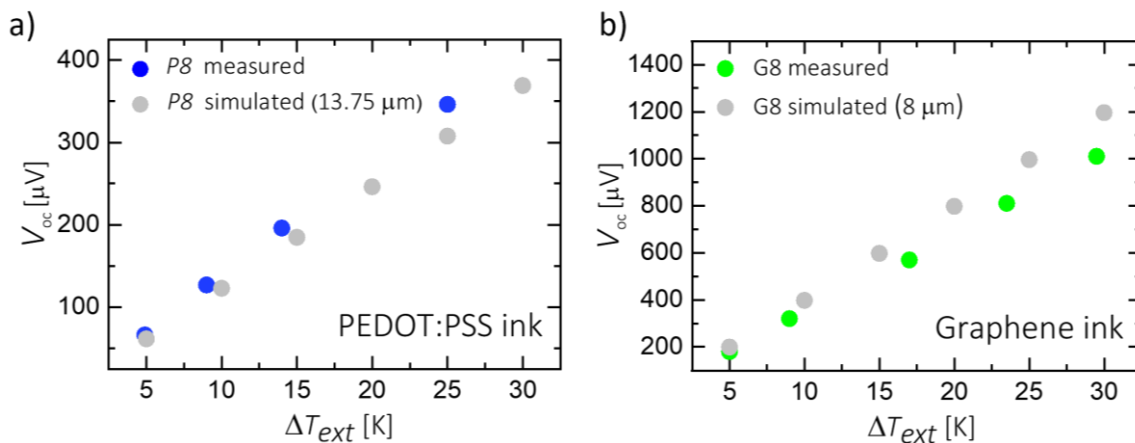 a)
P8 measured
P8 simulated (13.75 μm)
400
300
200
100
V_oc [μV]
PEDOT:PSS ink
5 10 15 20 25 30
ΔT_ext [K]
b)
G8 measured
G8 simulated (8 μm)
1400
1200
1000
800
600
400
200
V_oc [μV]
Graphene ink
5 10 15 20 25 30
ΔT_ext [K]